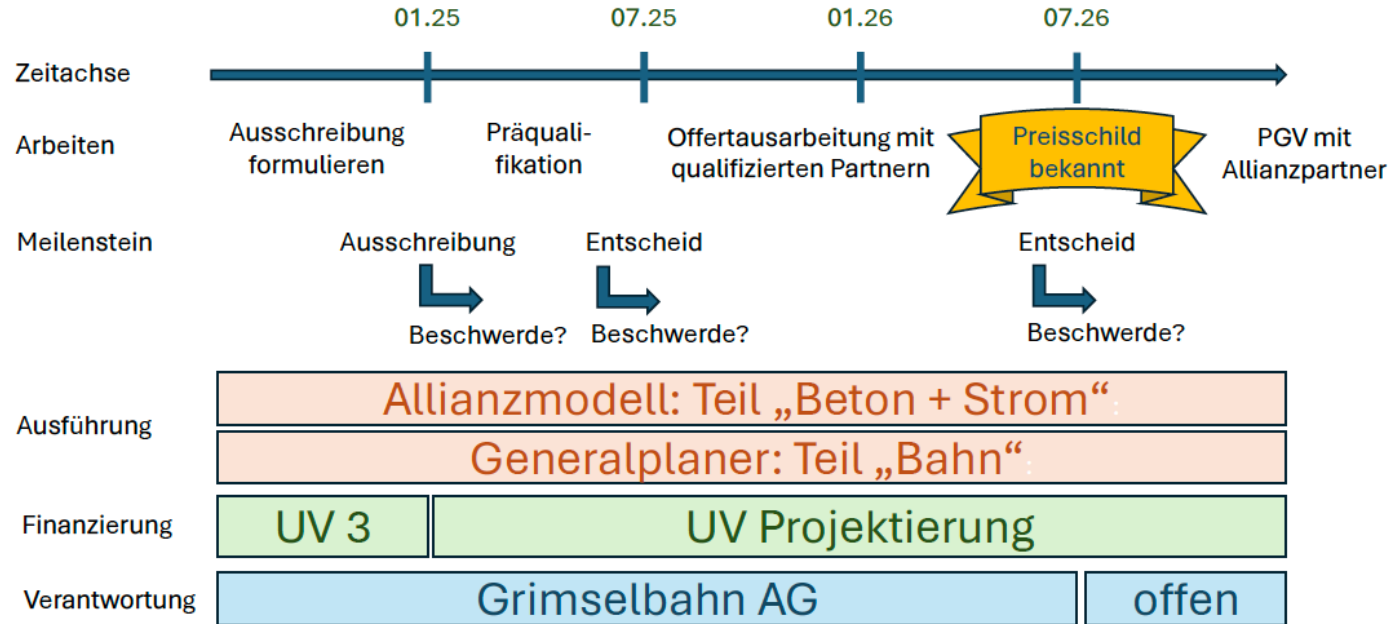 01.25 07.25 01.26 07.26
Zeitachse
Arbeiten
Ausschreibung
formulieren
Präquali-
fikation
Offertausarbeitung mit
qualifizierten Partnern
Preisschild
bekannt
PGV mit
Allianzpartner
Meilenstein
Ausschreibung
Beschwerde?
Entscheid
Beschwerde?
Entscheid
Beschwerde?
Ausführung
Allianzmodell: Teil „Beton + Strom“:
Generalplaner: Teil „Bahn“:
Finanzierung
UV 3
UV Projektierung
Verantwortung
Grimselbahn AG
offen